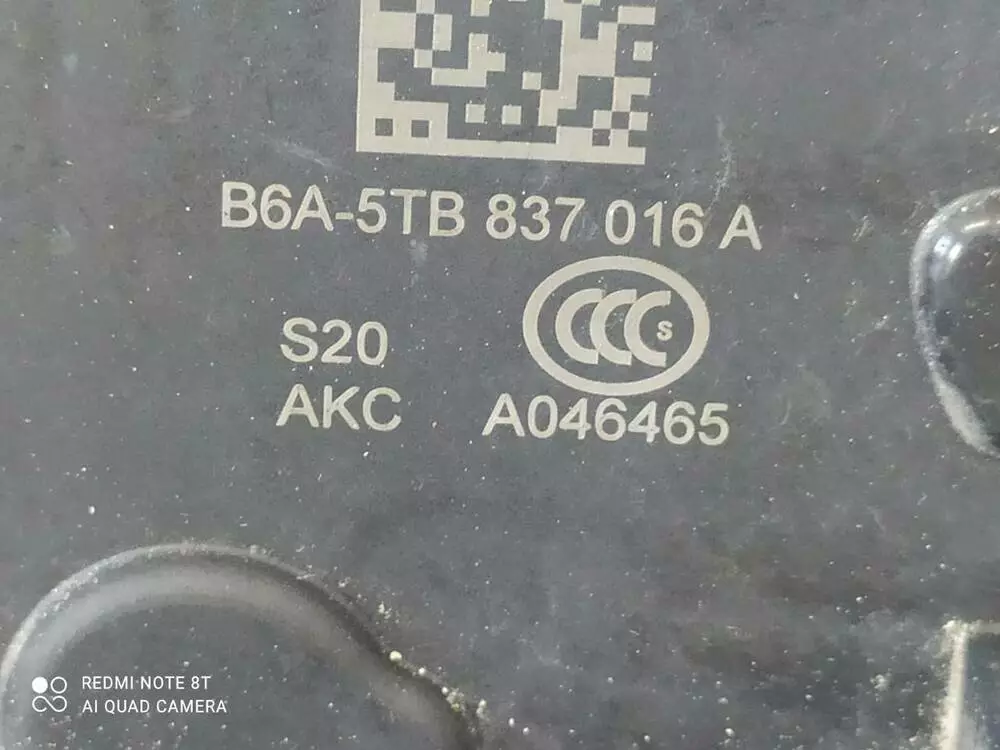 B6A-5TB 837 016 A
S20
CCC S
AKC A046465
REDMI NOTE 8T
AI QUAD CAMERA